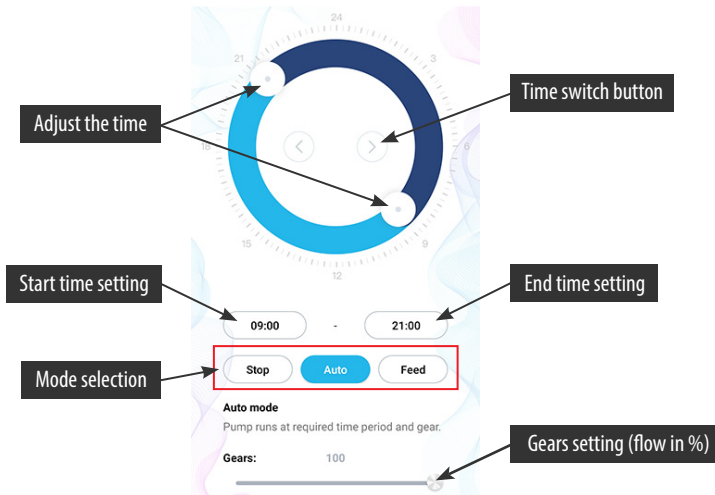 24
21
3
Time switch button
Adjust the time
18
6
15
9
12
Start time setting
End time setting
09:00 - 21:00
Mode selection
Stop Auto Feed
Auto mode
Pump runs at required time period and gear.
Gears setting (flow in %)
Gears: 100